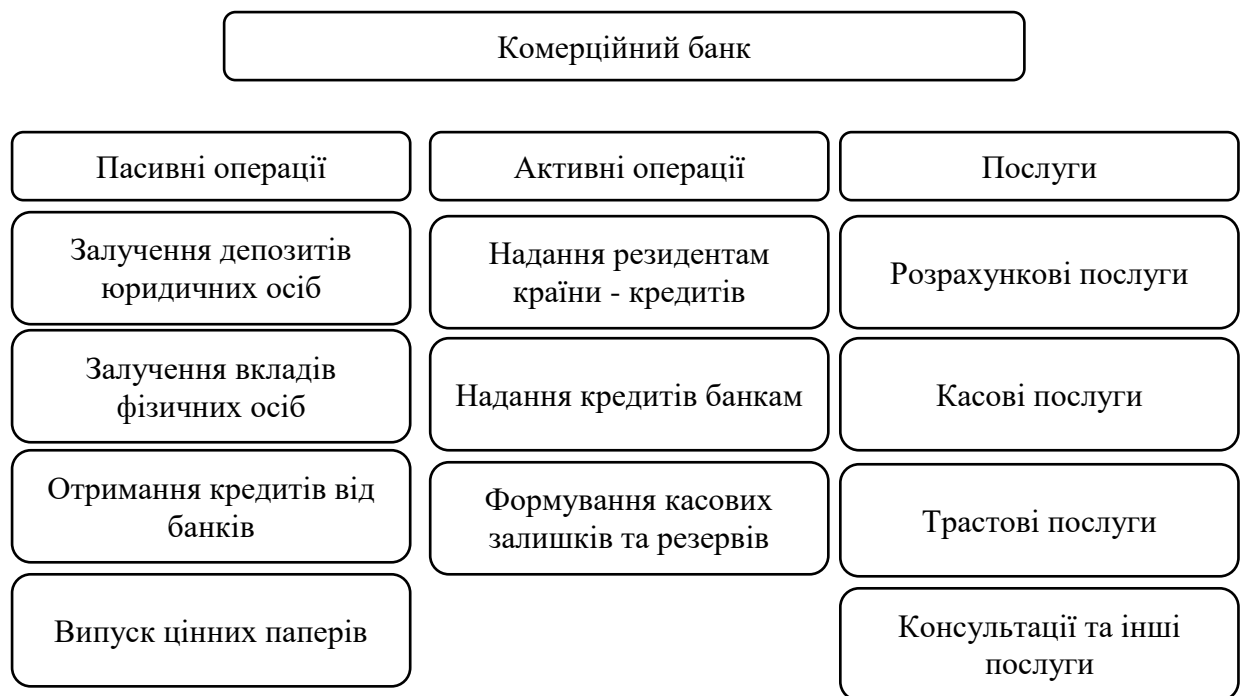 Комерційний банк
Пасивні операції
Активні операції
Послуги
Залучення депозитів
юридичних осіб
Надання резидентам
країни - кредитів
Розрахункові послуги
Залучення вкладів
фізичних осіб
Надання кредитів банкам
Касові послуги
Отримання кредитів від
банків
Формування касових
залишків та резервів
Трастові послуги
Випуск цінних паперів
Консультації та інші
послуги